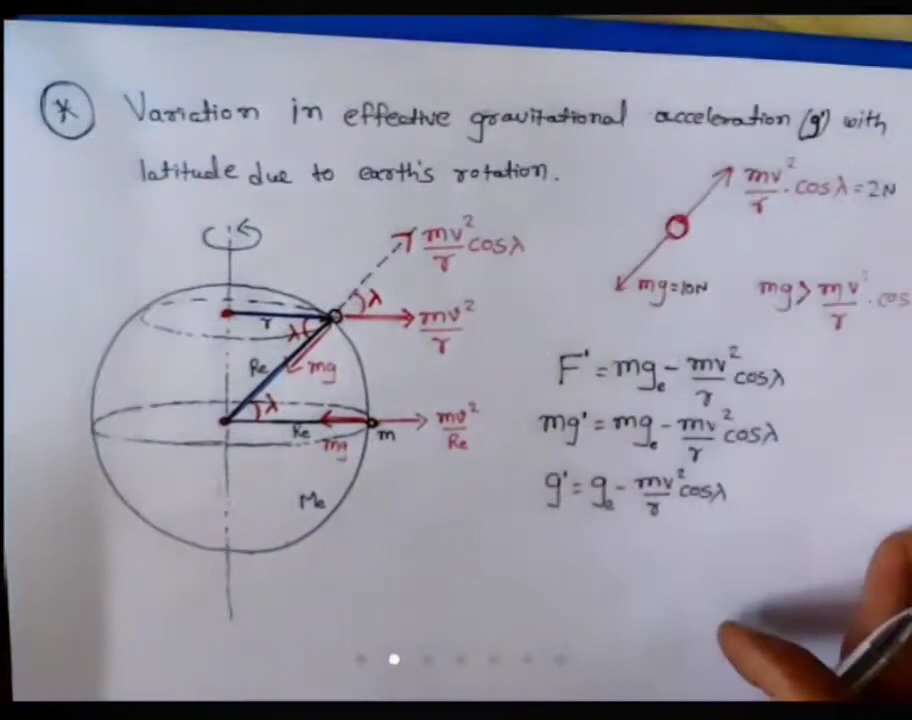 * Variation in effective gravitational acceleration (g') with
latitude due to earth's rotation.
mv²/r · cosλ = 2N
mg=10N
mg > mv²/r · cos
mv²/r cosλ
λ
mv²/r
r
λ
Re
mg
λ
Re
mg
m
mv²/Re
Me
F' = mgₑ - mv²/r cosλ
mg' = mgₑ - mv²/r cosλ
g' = gₑ - mv²/r cosλ